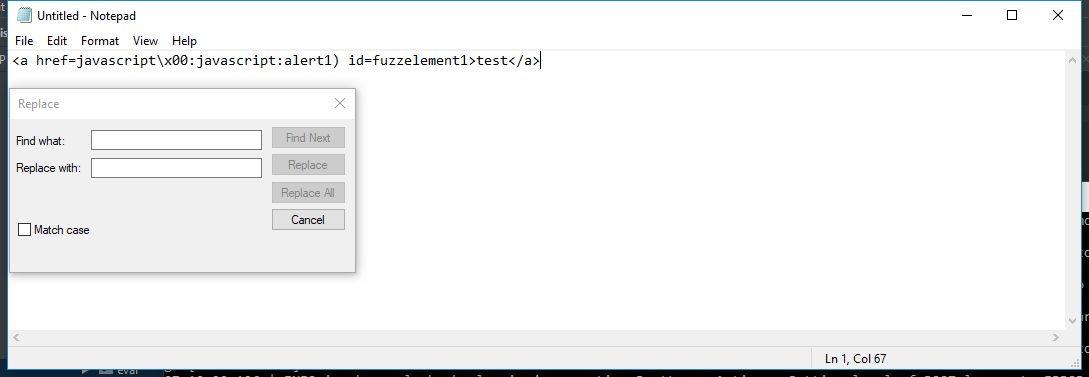 Untitled - Notepad
File Edit Format View Help
<a href=javascript\x00:javascript:alert1) id=fuzzelement1>test</a>
Replace
Find what:
Find Next
Replace with:
Replace
Replace All
Cancel
Match case
Ln 1, Col 67
eval